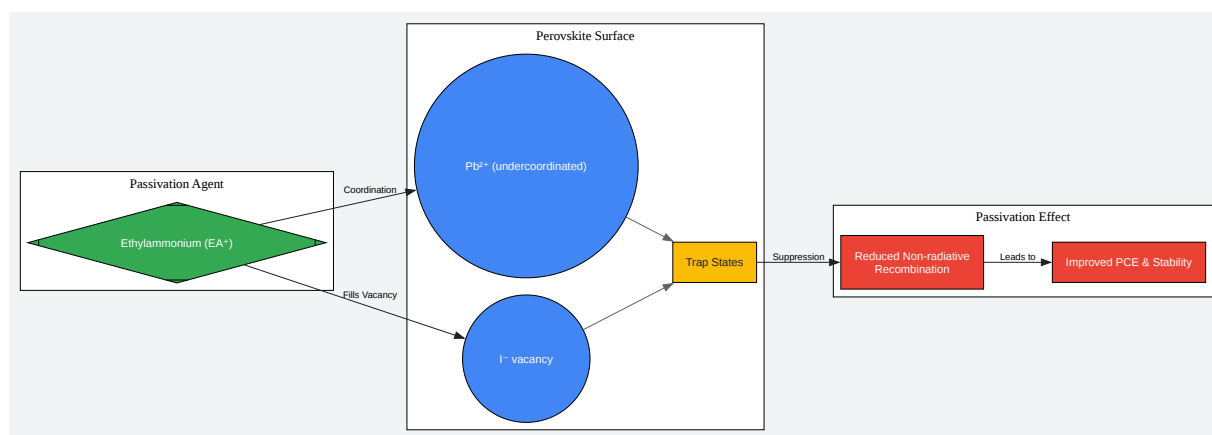 Passivation Agent
Ethylammonium (EA⁺)
Coordination
Fills Vacancy
Perovskite Surface
Pb²⁺ (undercoordinated)
I⁻ vacancy
Trap States
Suppression
Passivation Effect
Reduced Non-radiative
Recombination
Leads to
Improved PCE & Stability